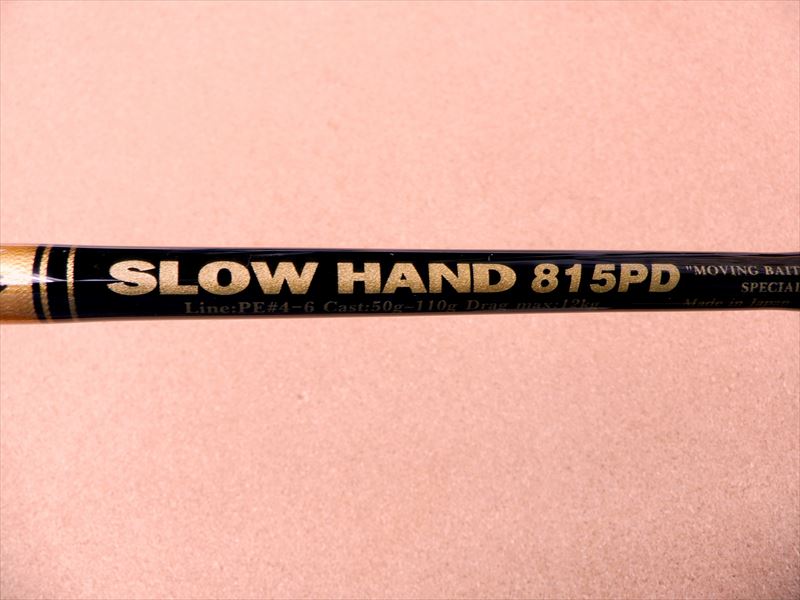 SLOW HAND 815PD
Line:PE#4-6 Cast:50g-110g Drag max:12kg
"MOVING BAIT
SPECIAL
Made in Japan